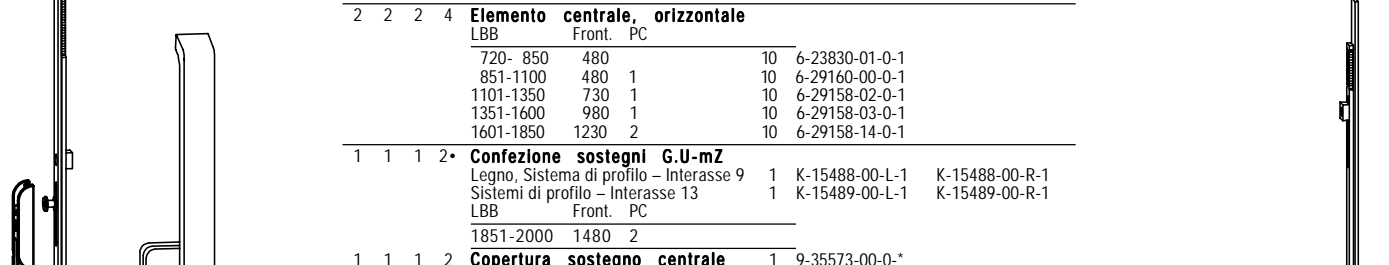 2 2 2 4 Elemento centrale, orizzontale
LBB Front. PC
720- 850 480 10 6-23830-01-0-1
851-1100 480 1 10 6-29160-00-0-1
1101-1350 730 1 10 6-29158-02-0-1
1351-1600 980 1 10 6-29158-03-0-1
1601-1850 1230 2 10 6-29158-14-0-1
1 1 1 2• Confezione sostegni G.U-mZ
Legno, Sistema di profilo – Interasse 9 1 K-15488-00-L-1 K-15488-00-R-1
Sistemi di profilo – Interasse 13 1 K-15489-00-L-1 K-15489-00-R-1
LBB Front. PC
1851-2000 1480 2
1 1 1 2 Copertura sostegno centrale 1 9-35573-00-0-*